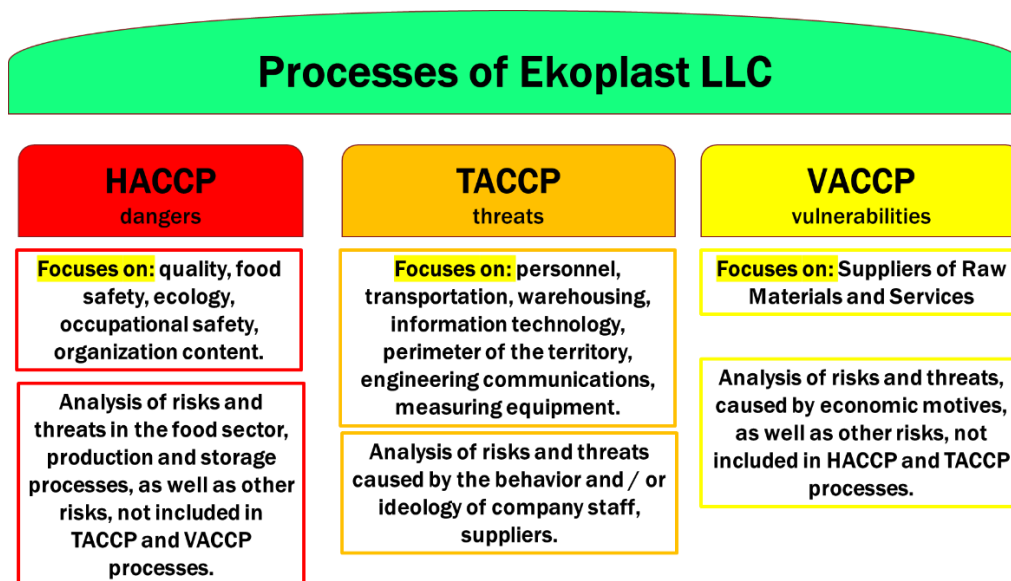 Processes of Ekoplast LLC
HACCP
dangers
Focuses on: quality, food
safety, ecology,
occupational safety,
organization content.
Analysis of risks and
threats in the food sector,
production and storage
processes, as well as other
risks, not included in
TACCP and VACCP
processes.
TACCP
threats
Focuses on: personnel,
transportation, warehousing,
information technology,
perimeter of the territory,
engineering communications,
measuring equipment.
Analysis of risks and threats
caused by the behavior and / or
ideology of company staff,
suppliers.
VACCP
vulnerabilities
Focuses on: Suppliers of Raw
Materials and Services
Analysis of risks and threats,
caused by economic motives,
as well as other risks, not
included in HACCP and TACCP
processes.